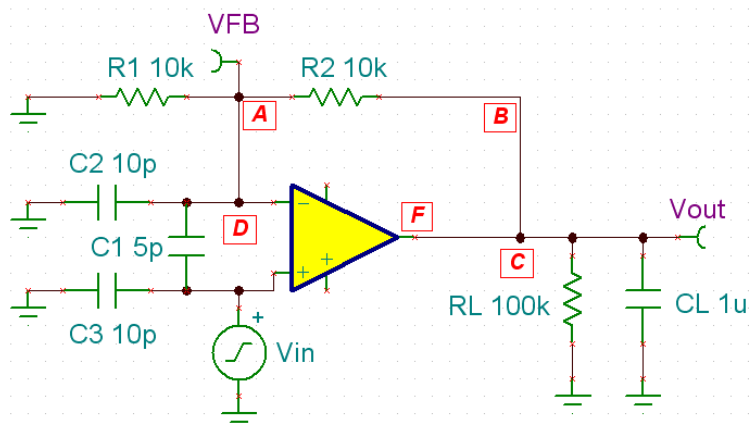 VFB
R1 10k
R2 10k
A
B
C2 10p
D
−
F
Vout
C1 5p
+
+
C
RL 100k
CL 1u
C3 10p
+
Vin